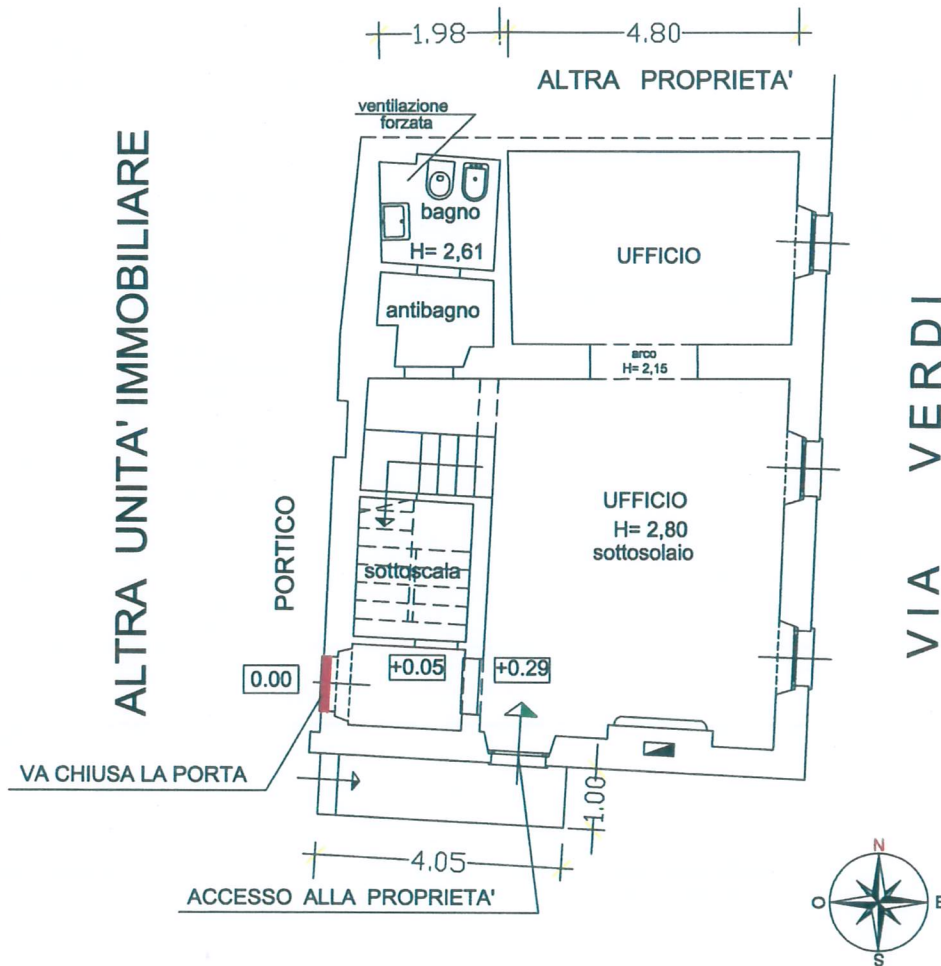 1.98
4.80
ALTRA PROPRIETA'
ventilazione
forzata
ALTRA UNITA' IMMOBILIARE
bagno
H= 2,61
UFFICIO
antibagno
arco
H= 2,15
VIA VERDI
UFFICIO
H= 2,80
sottosolaio
PORTICO
sottoscala
0.00
+0.05
+0.29
VA CHIUSA LA PORTA
1.00
4.05
ACCESSO ALLA PROPRIETA'
N
O
E
S